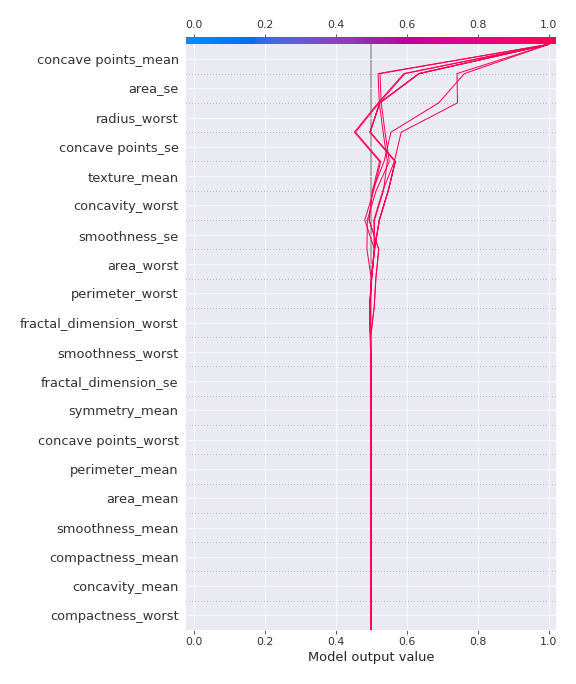 0.0 0.2 0.4 0.6 0.8 1.0
concave points_mean
area_se
radius_worst
concave points_se
texture_mean
concavity_worst
smoothness_se
area_worst
perimeter_worst
fractal_dimension_worst
smoothness_worst
fractal_dimension_se
symmetry_mean
concave points_worst
perimeter_mean
area_mean
smoothness_mean
compactness_mean
concavity_mean
compactness_worst
0.0 0.2 0.4 0.6 0.8 1.0
Model output value